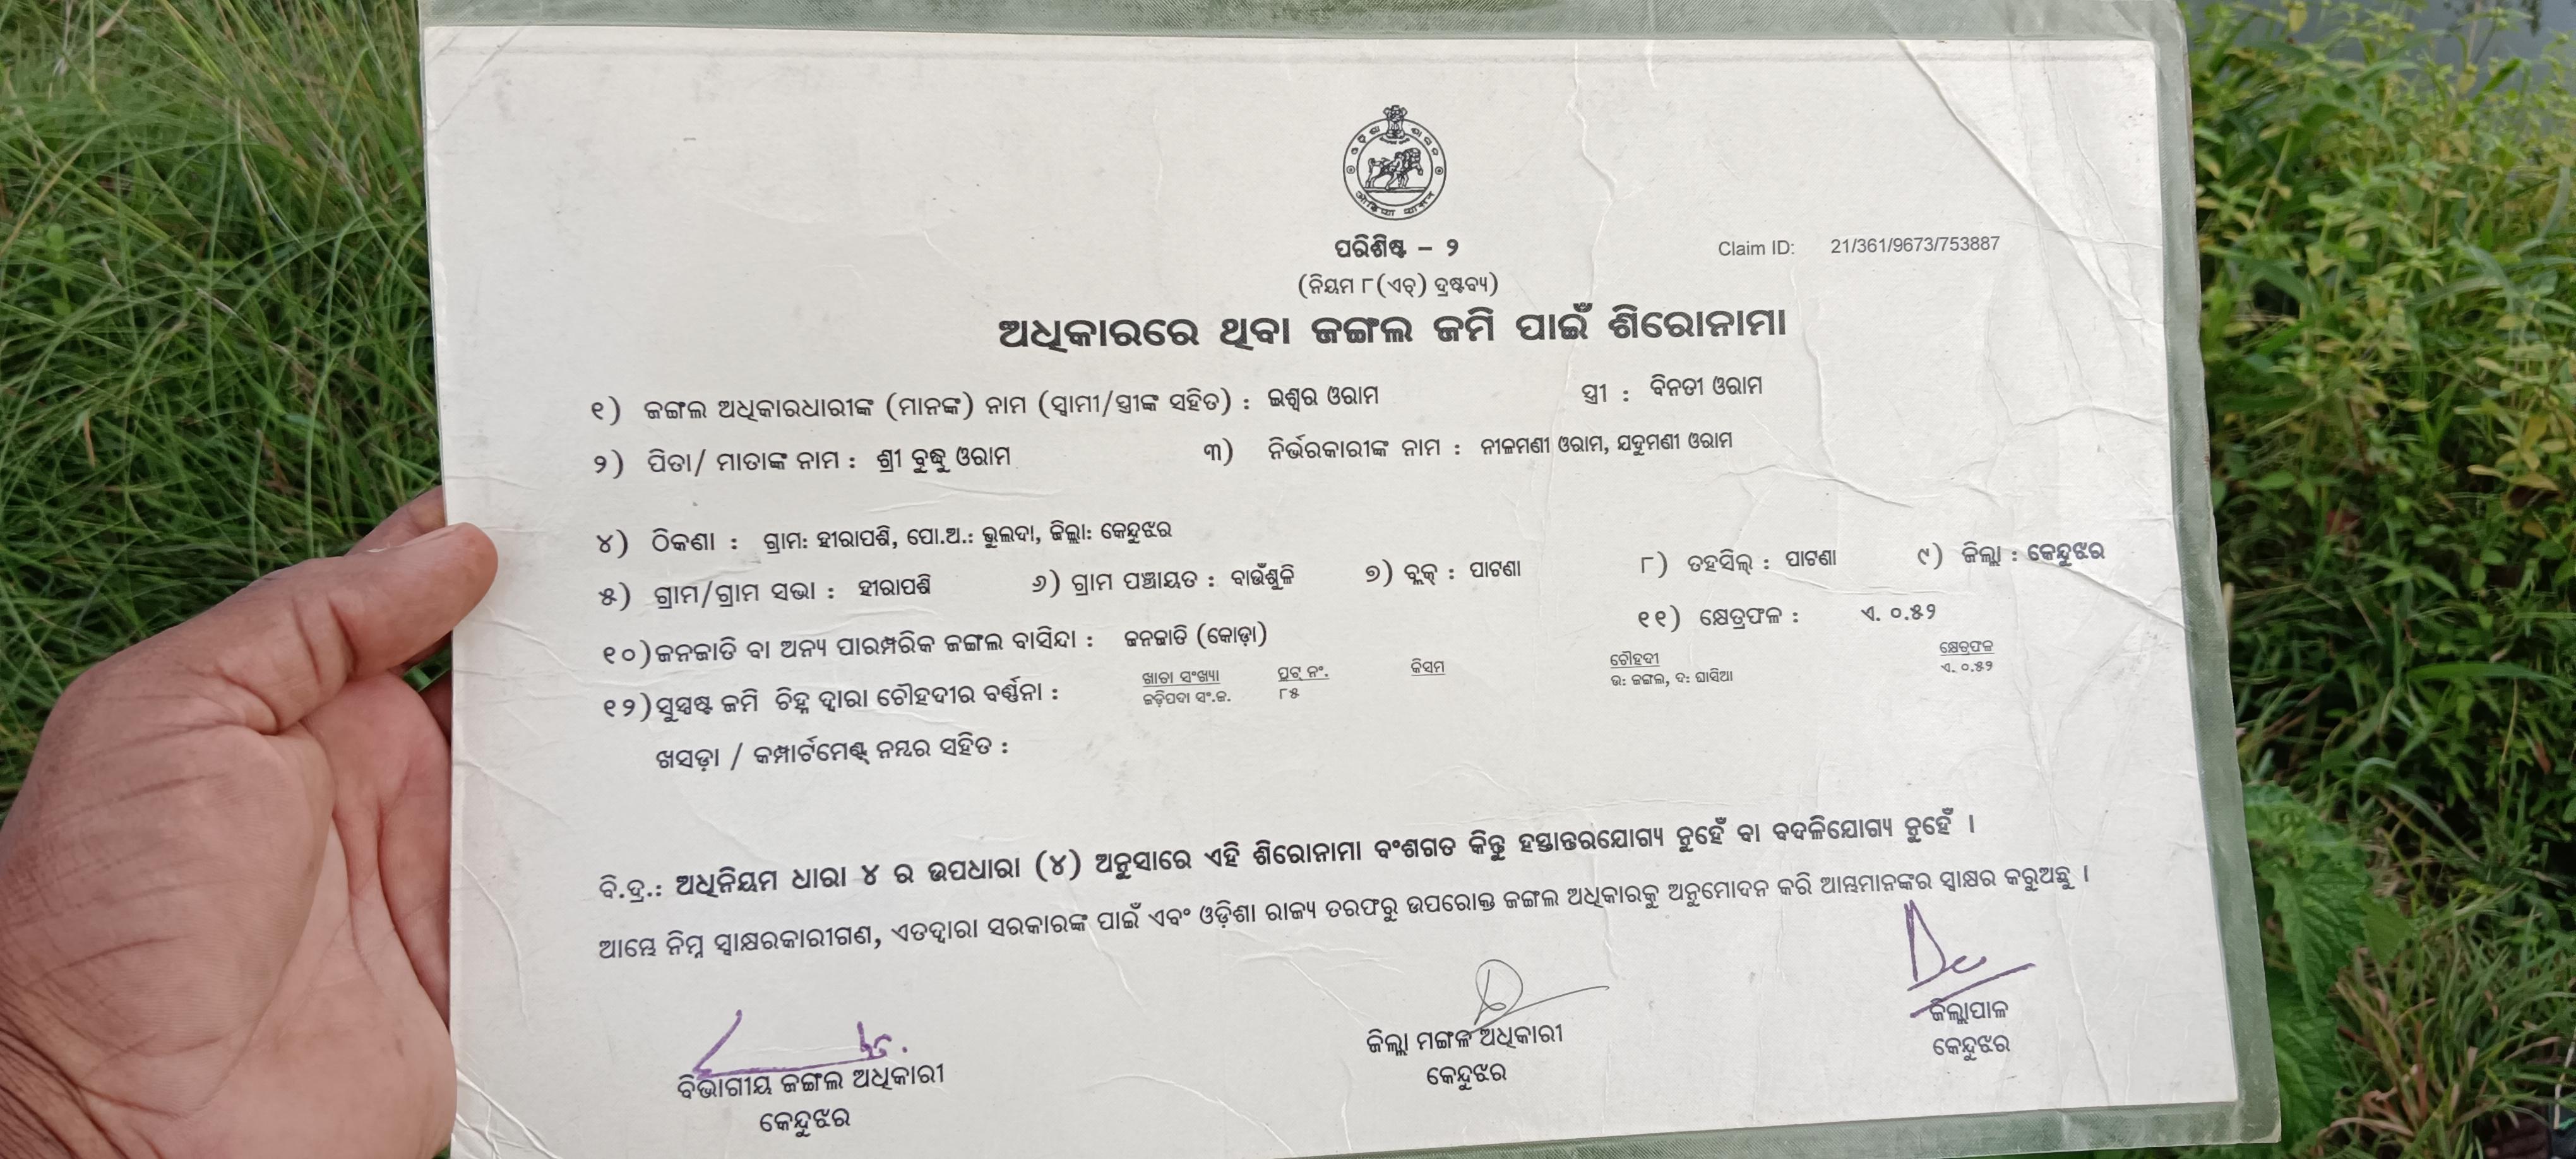 ପରିଶିଷ୍ଟ – ୨
Claim ID: 21/361/9673/753887
(ନିୟମ ୮(ଏଚ୍) ଦ୍ରଷ୍ଟବ୍ୟ)
ଅଧିକାରରେ ଥିବା ଜଙ୍ଗଲ ଜମି ପାଇଁ ଶିରୋନାମା
୧) ଜଙ୍ଗଲ ଅଧିକାରଧାରୀଙ୍କ (ମାନଙ୍କ) ନାମ (ସ୍ୱାମୀ/ସ୍ତ୍ରୀଙ୍କ ସହିତ) : ଇଶ୍ଵର ଓରାମ ସ୍ତ୍ରୀ : ବିନତୀ ଓରାମ
୨) ପିତା/ ମାତାଙ୍କ ନାମ : ଶ୍ରୀ ବୁଦ୍ଧୁ ଓରାମ ୩) ନିର୍ଭରକାରୀଙ୍କ ନାମ : ନୀଳମଣୀ ଓରାମ, ଯଦୁମଣୀ ଓରାମ
୪) ଠିକଣା : ଗ୍ରାମ: ହୀରାପଶି, ପୋ.ଅ.: ଭୁଲଦା, ଜିଲ୍ଲା: କେନ୍ଦୁଝର
୫) ଗ୍ରାମ/ଗ୍ରାମ ସଭା : ହୀରାପଶି ୬) ଗ୍ରାମ ପଞ୍ଚାୟତ : ବାଉଁଶୁଳି ୭) ବ୍ଲକ୍ : ପାଟଣା ୮) ତହସିଲ୍ : ପାଟଣା ୯) ଜିଲ୍ଲା : କେନ୍ଦୁଝର
୧୦) ଜନଜାତି ବା ଅନ୍ୟ ପାରମ୍ପରିକ ଜଙ୍ଗଲ ବାସିନ୍ଦା : ଜନଜାତି (କୋଡ଼ା) ୧୧) କ୍ଷେତ୍ରଫଳ : ଏ. ୦.୫୨
୧୨) ସୁସ୍ପଷ୍ଟ ଜମି ଚିହ୍ନ ଦ୍ୱାରା ଚୌହଦୀର ବର୍ଣ୍ଣନା : ଖାତା ସଂଖ୍ୟା ପ୍ଲଟ୍ ନଂ. କିସମ ଚୌହଦୀ କ୍ଷେତ୍ରଫଳ
ଜଡ଼ିପଦା ସଂ.ଜ. ୮୫ ଉ: ଜଙ୍ଗଲ, ଦ: ଘାସିଆ ଏ. ୦.୫୨
ଖସଡ଼ା / କମ୍ପାର୍ଟମେଣ୍ଟ୍ ନମ୍ବର ସହିତ :
ବି.ଦ୍ର.: ଅଧିନିୟମ ଧାରା ୪ ର ଉପଧାରା (୪) ଅନୁସାରେ ଏହି ଶିରୋନାମା ବଂଶଗତ କିନ୍ତୁ ହସ୍ତାନ୍ତରଯୋଗ୍ୟ ନୁହେଁ ବା ବଦଳିଯୋଗ୍ୟ ନୁହେଁ ।
ଆମ୍ଭେ ନିମ୍ନ ସ୍ୱାକ୍ଷରକାରୀଗଣ, ଏତଦ୍ୱାରା ସରକାରଙ୍କ ପାଇଁ ଏବଂ ଓଡ଼ିଶା ରାଜ୍ୟ ତରଫରୁ ଉପରୋକ୍ତ ଜଙ୍ଗଲ ଅଧିକାରକୁ ଅନୁମୋଦନ କରି ଆମ୍ଭମାନଙ୍କର ସ୍ୱାକ୍ଷର କରୁଅଛୁ ।
ବିଭାଗୀୟ ଜଙ୍ଗଲ ଅଧିକାରୀ
କେନ୍ଦୁଝର
ଜିଲ୍ଲା ମଙ୍ଗଳ ଅଧିକାରୀ
କେନ୍ଦୁଝର
ଜିଲ୍ଲାପାଳ
କେନ୍ଦୁଝର